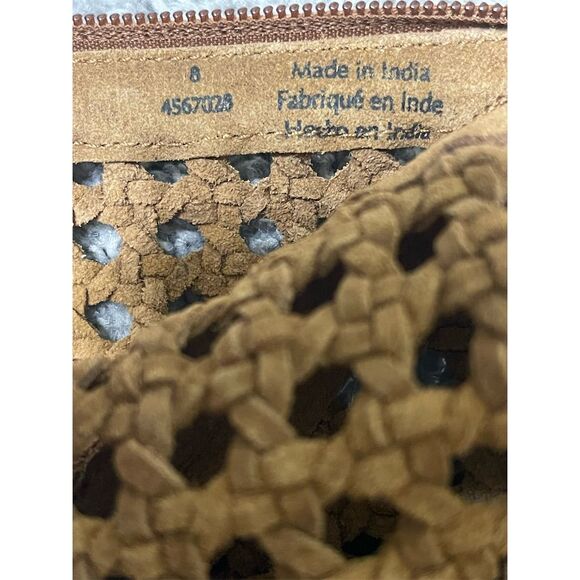 8
4567028
Made in India
Fabriqué en Inde
Hecho en India